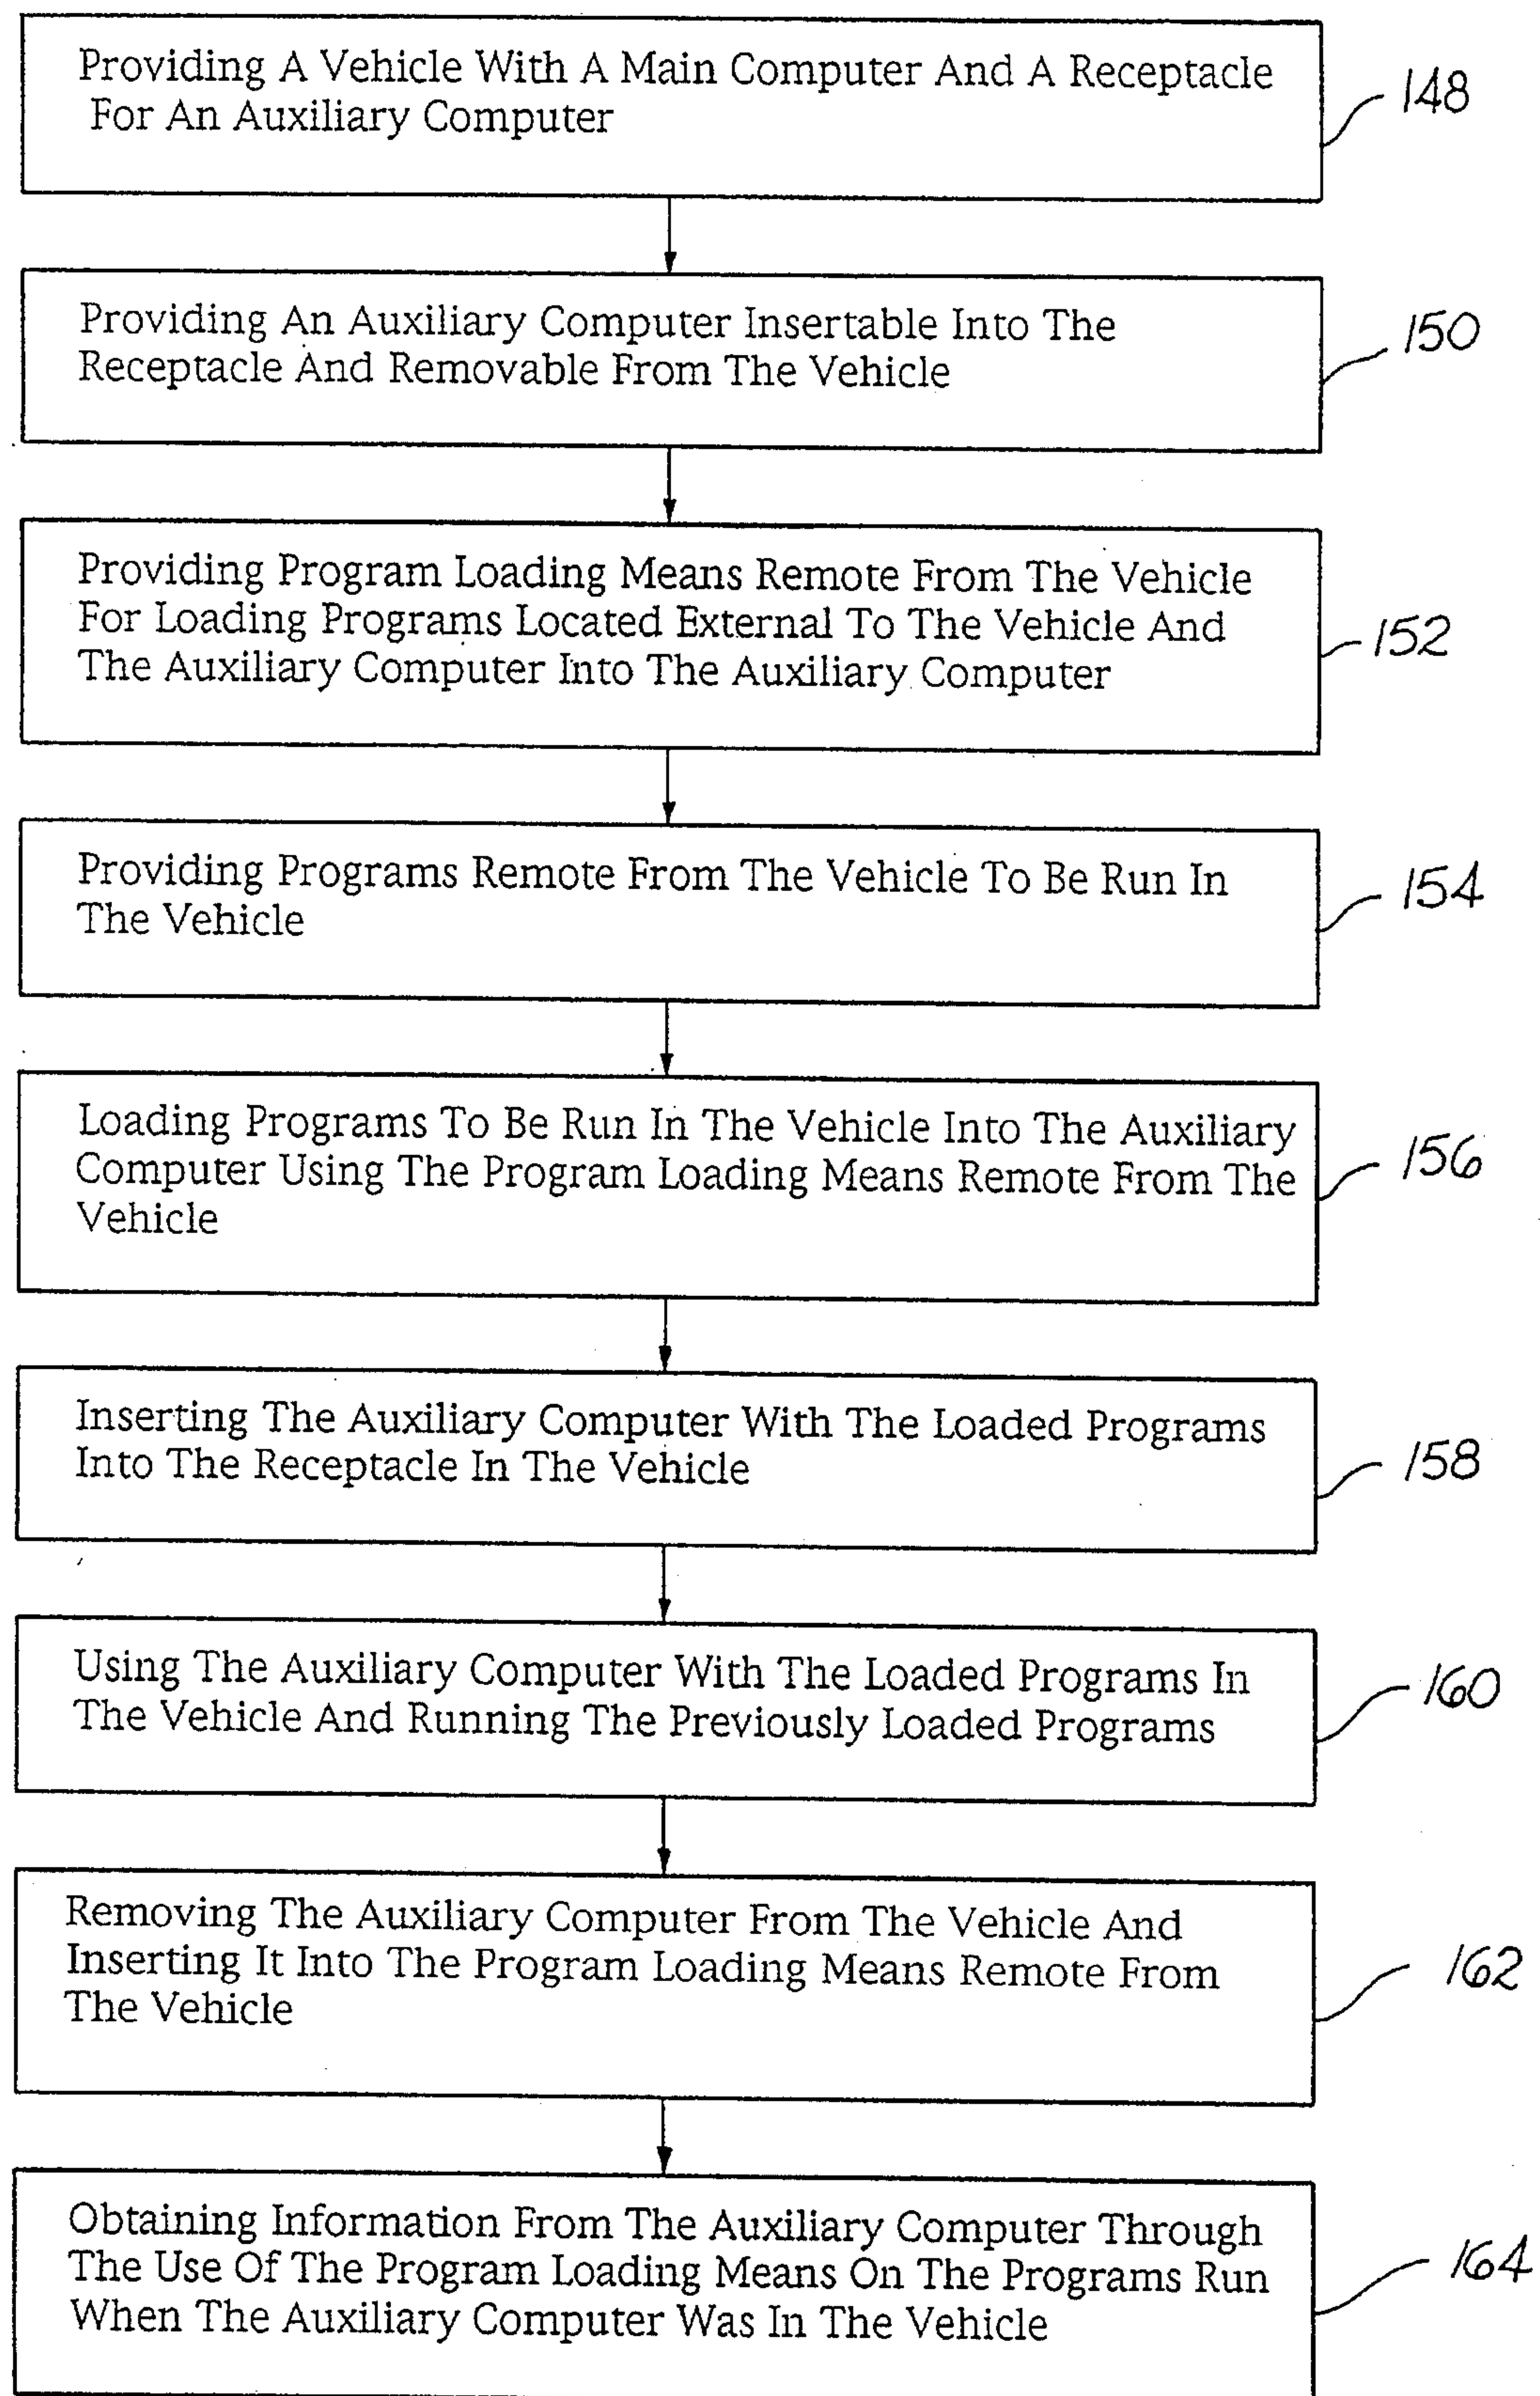 Providing A Vehicle With A Main Computer And A Receptacle
For An Auxiliary Computer
148
Providing An Auxiliary Computer Insertable Into The
Receptacle And Removable From The Vehicle
150
Providing Program Loading Means Remote From The Vehicle
For Loading Programs Located External To The Vehicle And
The Auxiliary Computer Into The Auxiliary Computer
152
Providing Programs Remote From The Vehicle To Be Run In
The Vehicle
154
Loading Programs To Be Run In The Vehicle Into The Auxiliary
Computer Using The Program Loading Means Remote From The
Vehicle
156
Inserting The Auxiliary Computer With The Loaded Programs
Into The Receptacle In The Vehicle
158
Using The Auxiliary Computer With The Loaded Programs In
The Vehicle And Running The Previously Loaded Programs
160
Removing The Auxiliary Computer From The Vehicle And
Inserting It Into The Program Loading Means Remote From
The Vehicle
162
Obtaining Information From The Auxiliary Computer Through
The Use Of The Program Loading Means On The Programs Run
When The Auxiliary Computer Was In The Vehicle
164